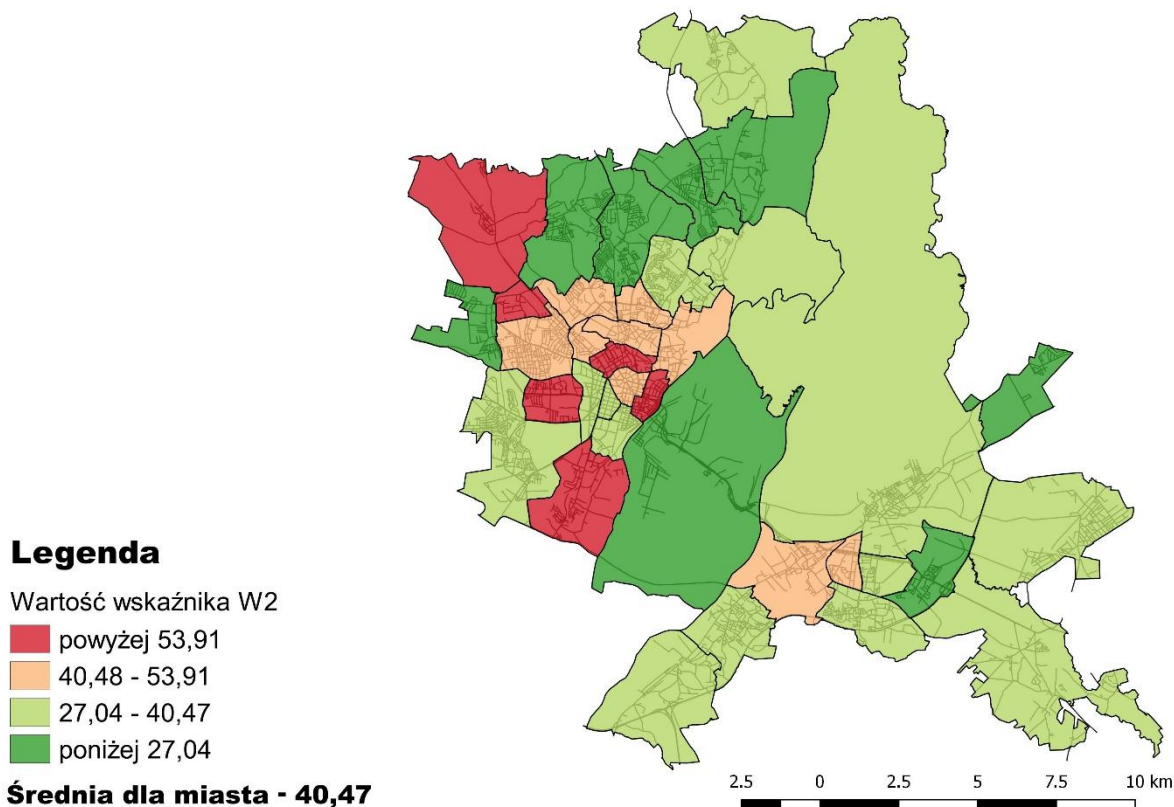 Legenda
Wartość wskaźnika W2
powyżej 53,91
40,48 - 53,91
27,04 - 40,47
poniżej 27,04
Średnia dla miasta - 40,47
2.5 0 2.5 5 7.5 10 km